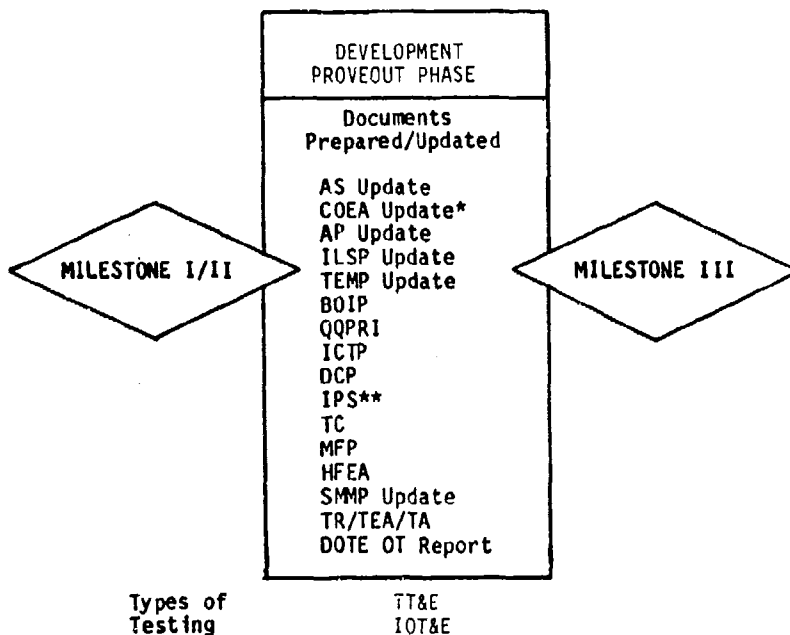 DEVELOPMENT
PROVEOUT PHASE
Documents
Prepared/Updated
AS Update
COEA Update*
AP Update
ILSP Update
TEMP Update
BOIP
QQPRI
ICTP
DCP
IPS**
TC
MFP
HFEA
SMMP Update
TR/TEA/TA
DOTE OT Report
MILESTONE I/II
MILESTONE III
Types of
Testing
TT&E
IOT&E